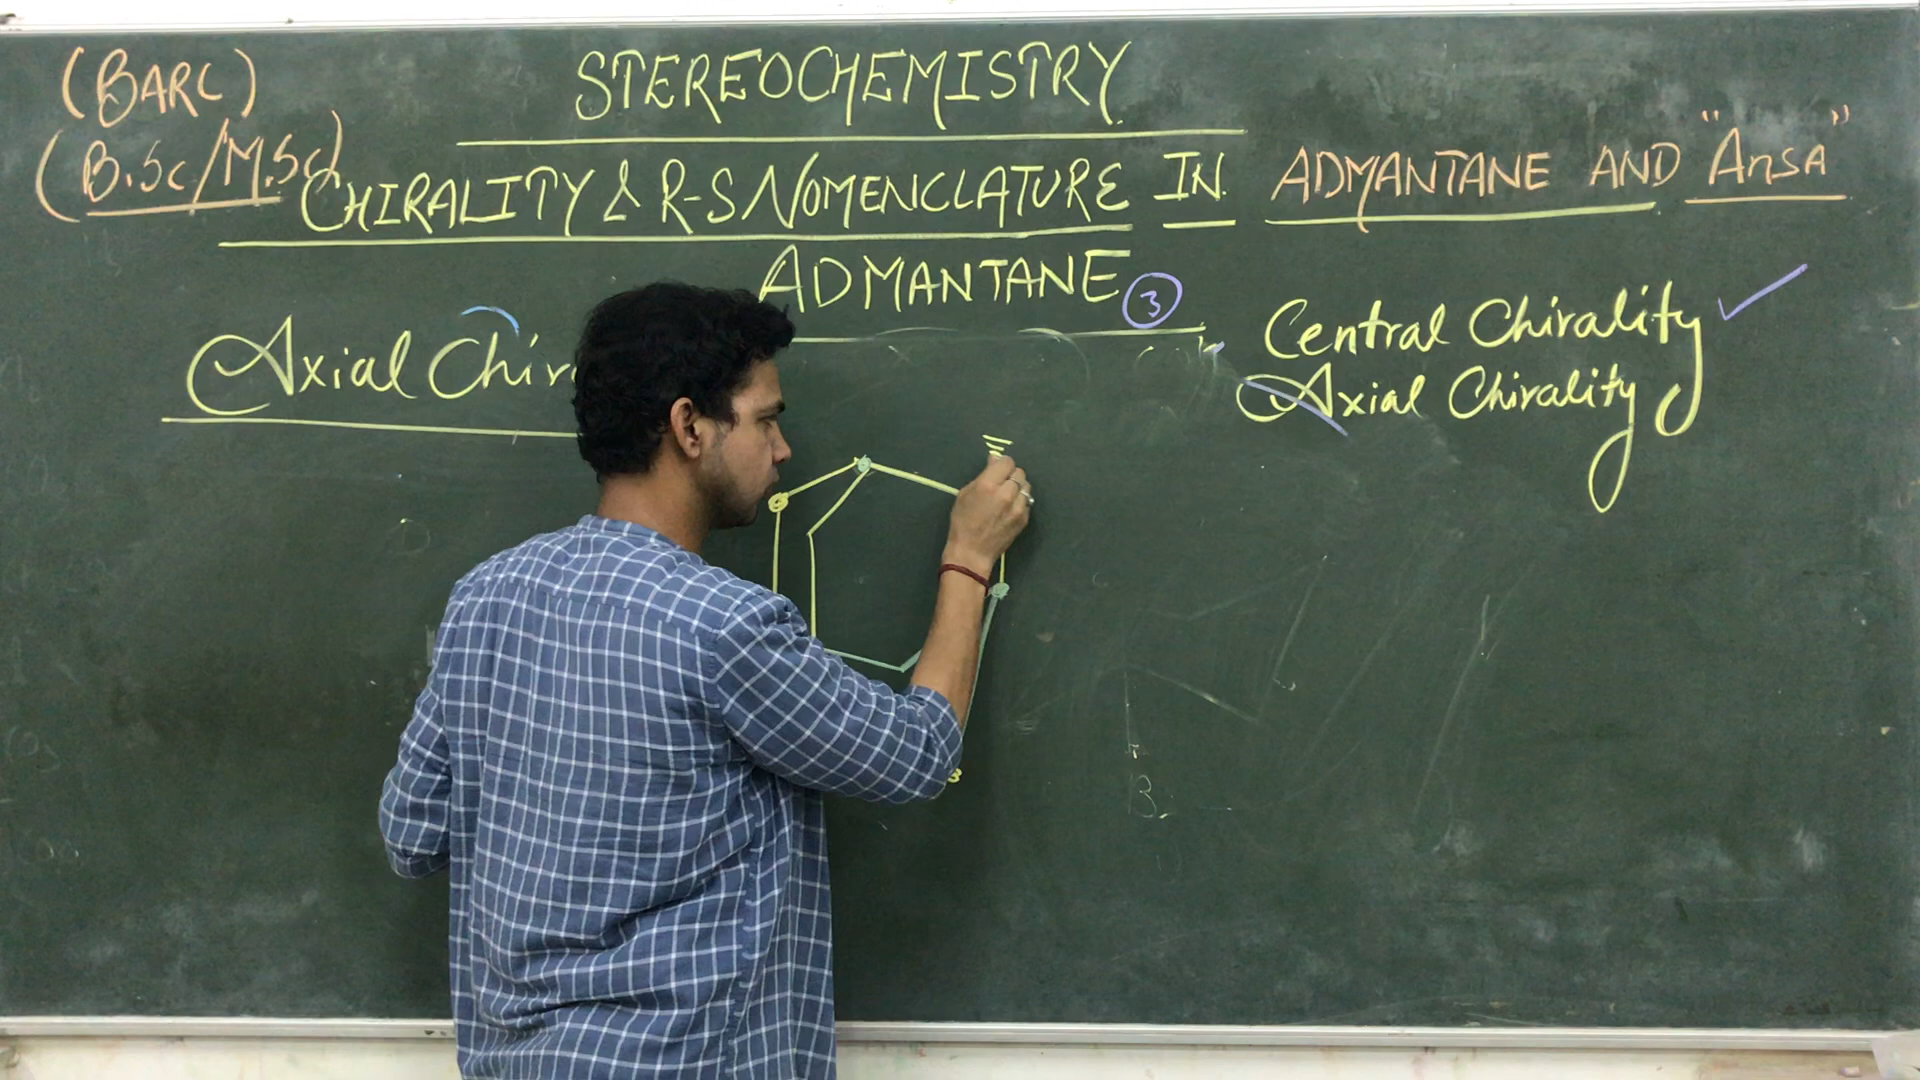 (BARC)
(B.Sc/M.Sc)
STEREOCHEMISTRY
CHIRALITY & R-S NOMENCLATURE IN ADMANTANE AND "Ansa"
ADMANTANE 3
Axial Chir
Central Chirality ✓
Axial Chirality